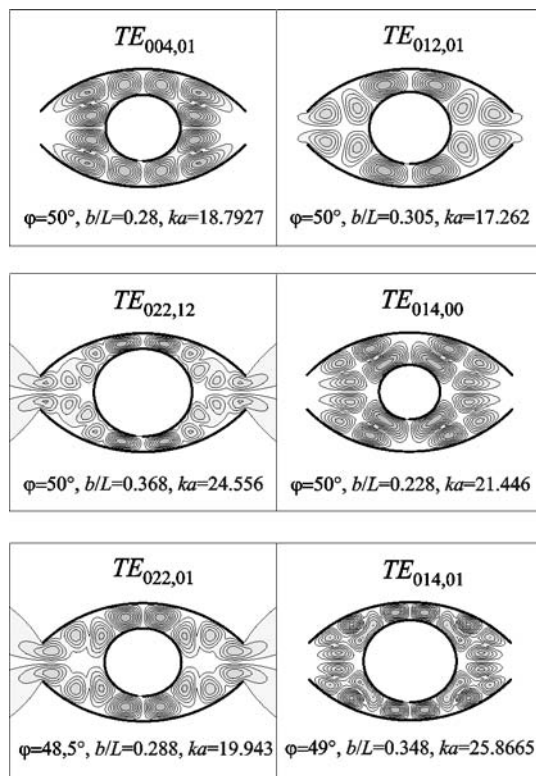 TE004,01
TE012,01
φ=50°, b/L=0.28, ka=18.7927
φ=50°, b/L=0.305, ka=17.262
TE022,12
TE014,00
φ=50°, b/L=0.368, ka=24.556
φ=50°, b/L=0.228, ka=21.446
TE022,01
TE014,01
φ=48,5°, b/L=0.288, ka=19.943
φ=49°, b/L=0.348, ka=25.8665